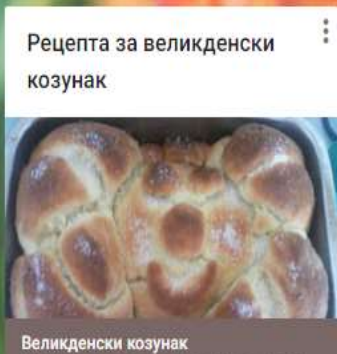 Рецепта за великденски
козунак
Великденски козунак